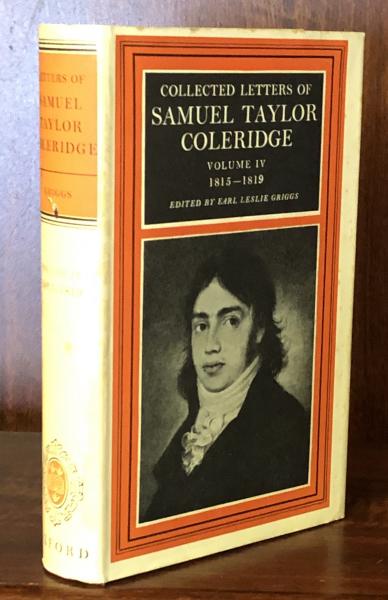 COLLECTED LETTERS OF
SAMUEL TAYLOR
COLERIDGE
VOLUME IV
1815–1819
EDITED BY EARL LESLIE GRIGGS
LETTERS OF
SAMUEL
TAYLOR
COLERIDGE
GRIGGS